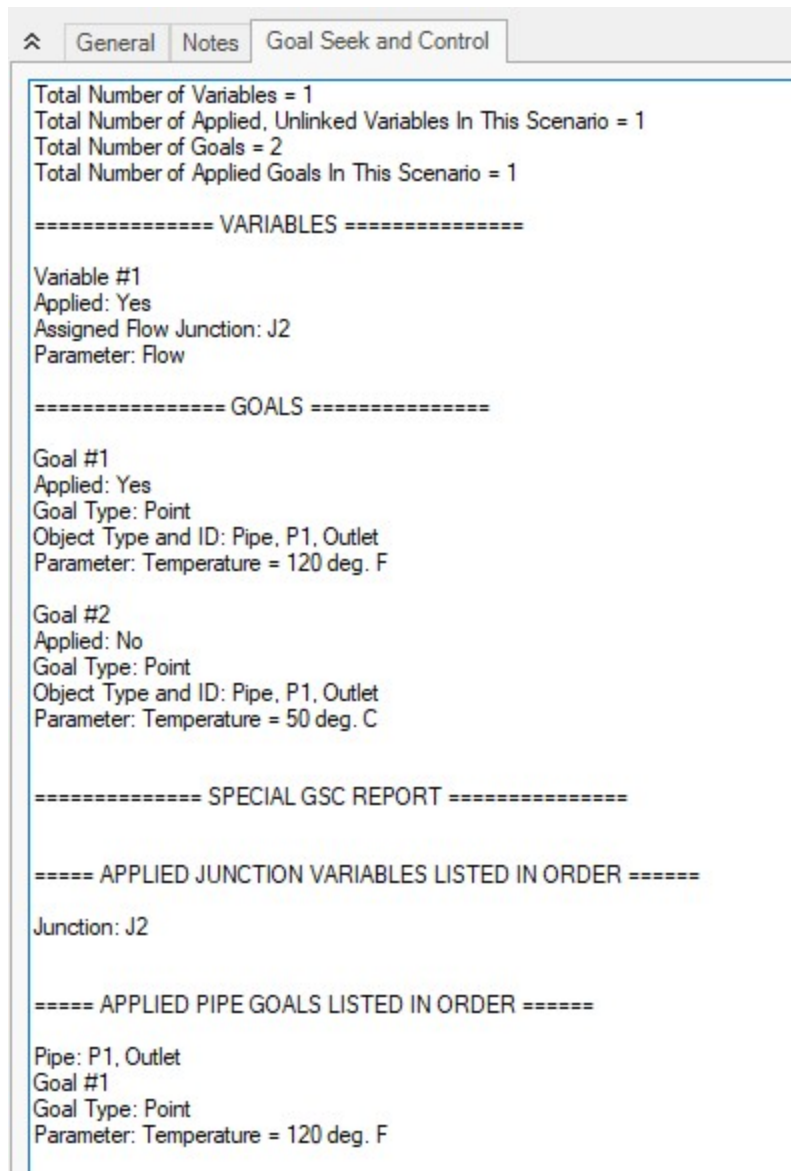 General Notes Goal Seek and Control
Total Number of Variables = 1
Total Number of Applied, Unlinked Variables In This Scenario = 1
Total Number of Goals = 2
Total Number of Applied Goals In This Scenario = 1
=============== VARIABLES ===============
Variable #1
Applied: Yes
Assigned Flow Junction: J2
Parameter: Flow
================ GOALS ===============
Goal #1
Applied: Yes
Goal Type: Point
Object Type and ID: Pipe, P1, Outlet
Parameter: Temperature = 120 deg. F
Goal #2
Applied: No
Goal Type: Point
Object Type and ID: Pipe, P1, Outlet
Parameter: Temperature = 50 deg. C
============== SPECIAL GSC REPORT ===============
===== APPLIED JUNCTION VARIABLES LISTED IN ORDER ======
Junction: J2
===== APPLIED PIPE GOALS LISTED IN ORDER ======
Pipe: P1, Outlet
Goal #1
Goal Type: Point
Parameter: Temperature = 120 deg. F